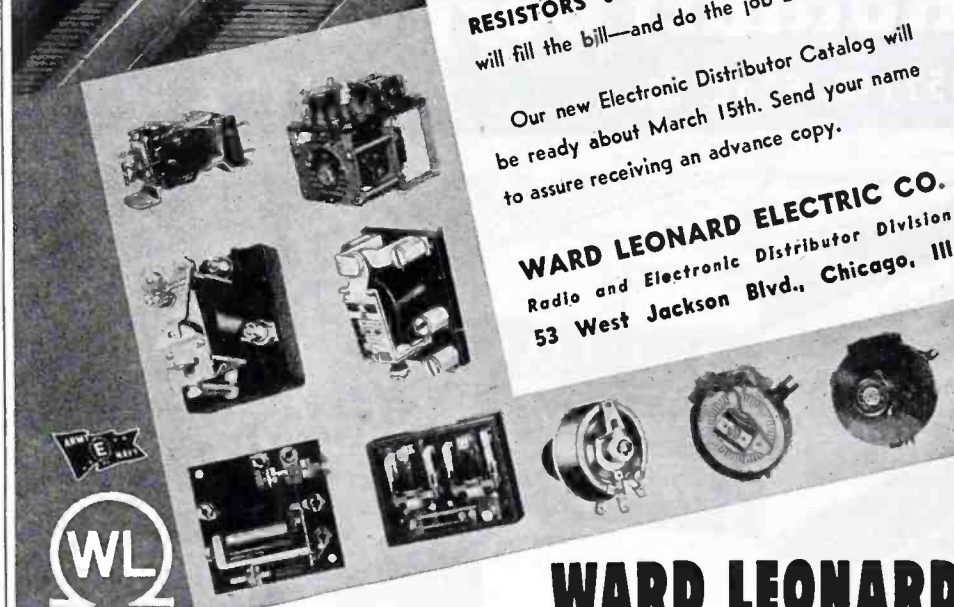 RESISTORS
will fill the bill—and do the job
Our new Electronic Distributor Catalog will
be ready about March 15th. Send your name
to assure receiving an advance copy.
WARD LEONARD ELECTRIC CO.
Radio and Electronic Distributor Division
53 West Jackson Blvd., Chicago, Ill
ARMY E NAVY
WL
WARD LEONARD